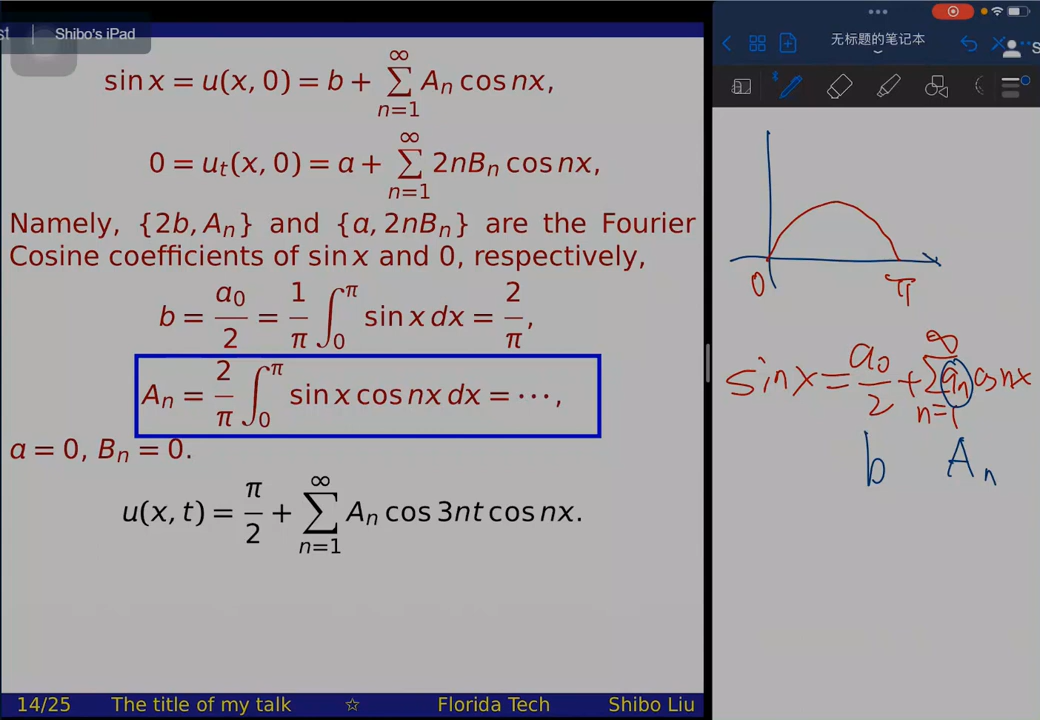 st | Shibo's iPad
sin x = u(x, 0) = b + ∑_{n=1}^{∞} A_n cos nx,
0 = u_t(x, 0) = a + ∑_{n=1}^{∞} 2nB_n cos nx,
Namely, {2b, A_n} and {a, 2nB_n} are the Fourier
Cosine coefficients of sin x and 0, respectively,
b = a_0/2 = 1/π ∫_0^π sin x dx = 2/π,
A_n = 2/π ∫_0^π sin x cos nx dx = ⋯,
a = 0, B_n = 0.
u(x, t) = π/2 + ∑_{n=1}^{∞} A_n cos 3nt cos nx.
14/25 The title of my talk ☆ Florida Tech Shibo Liu
无标题的笔记本
S
0 π
sin x = a_0/2 + ∑_{n=1}^{∞} a_n cos nx
b A_n